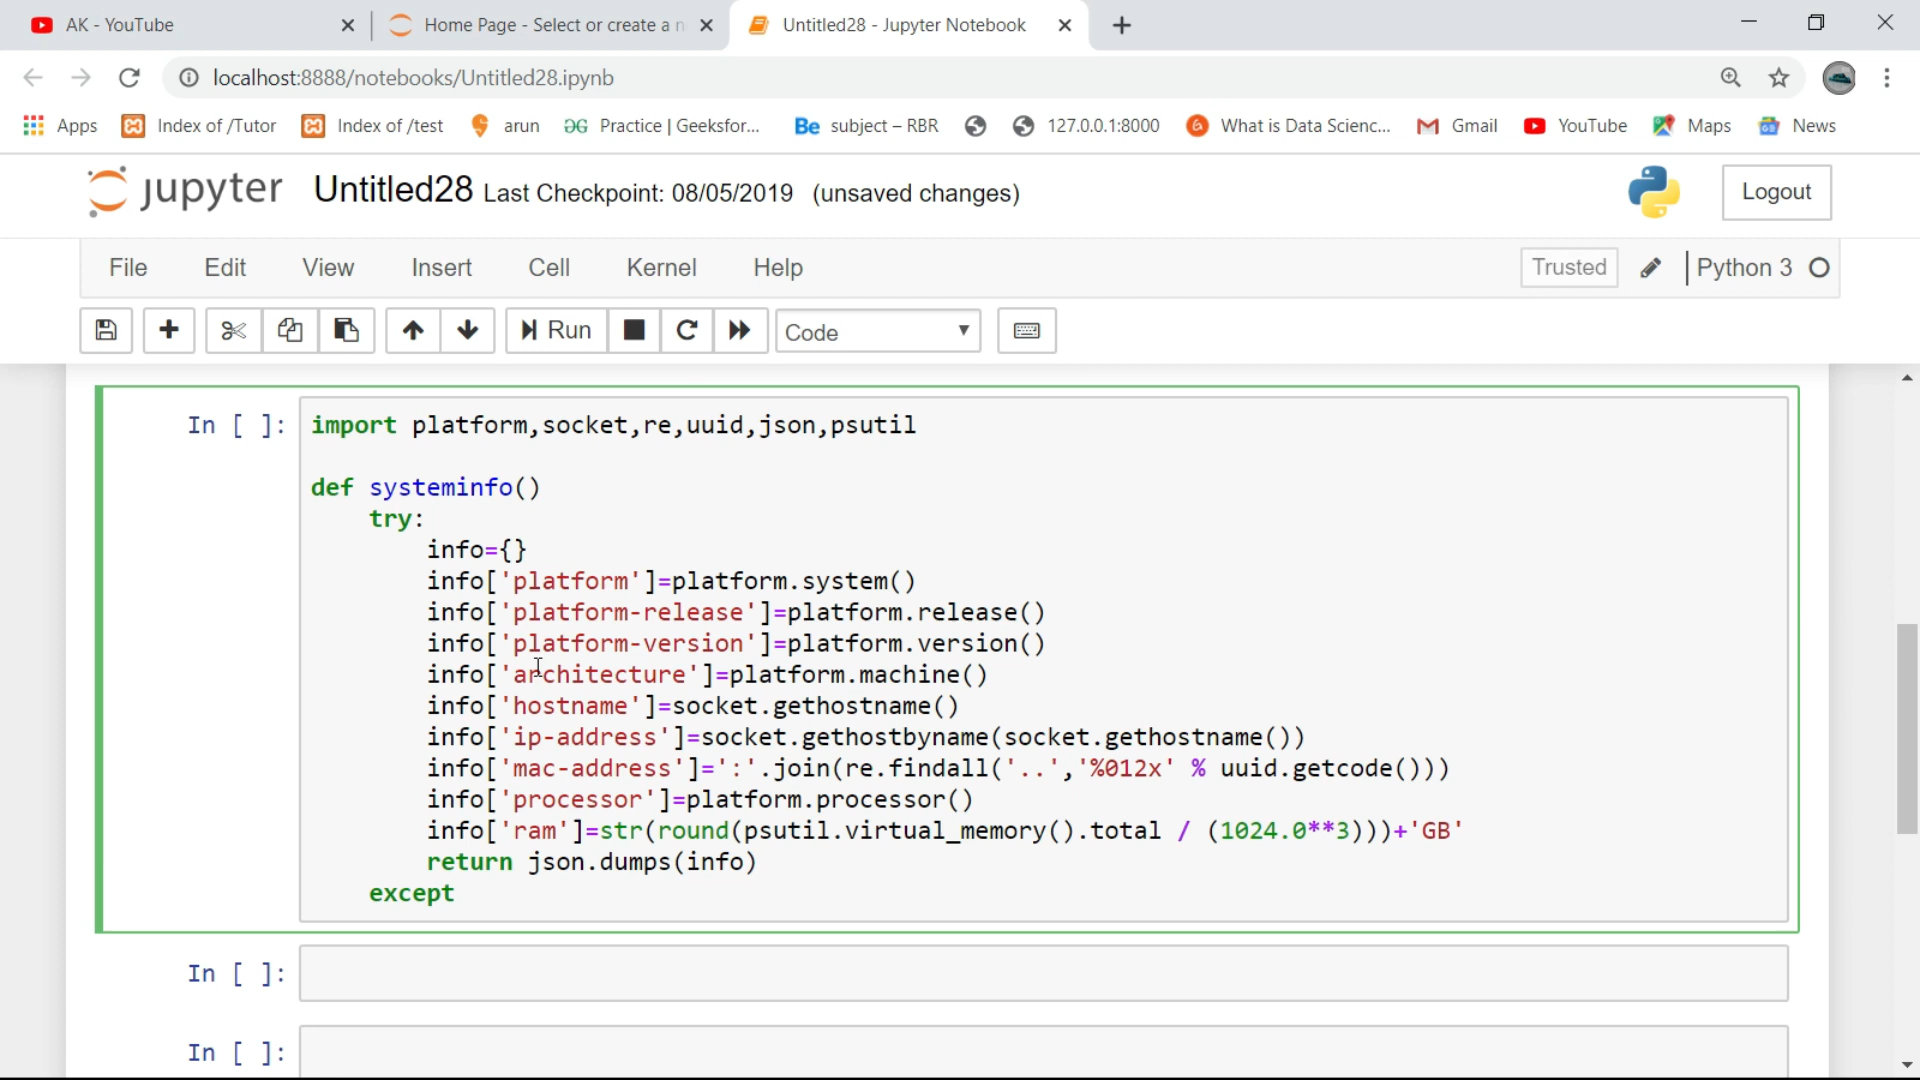 AK - YouTube
Home Page - Select or create a n
Untitled28 - Jupyter Notebook
localhost:8888/notebooks/Untitled28.ipynb
Apps
Index of /Tutor
Index of /test
arun
Practice | Geeksfor...
Be subject – RBR
127.0.0.1:8000
What is Data Scienc...
Gmail
YouTube
Maps
News
jupyter Untitled28 Last Checkpoint: 08/05/2019 (unsaved changes)
Logout
File Edit View Insert Cell Kernel Help
Trusted
Python 3
Run
Code
In [ ]: import platform,socket,re,uuid,json,psutil
def systeminfo()
try:
info={}
info['platform']=platform.system()
info['platform-release']=platform.release()
info['platform-version']=platform.version()
info['architecture']=platform.machine()
info['hostname']=socket.gethostname()
info['ip-address']=socket.gethostbyname(socket.gethostname())
info['mac-address']=':'.join(re.findall('..','%012x' % uuid.getcode()))
info['processor']=platform.processor()
info['ram']=str(round(psutil.virtual_memory().total / (1024.0**3)))+'GB'
return json.dumps(info)
except
In [ ]:
In [ ]: